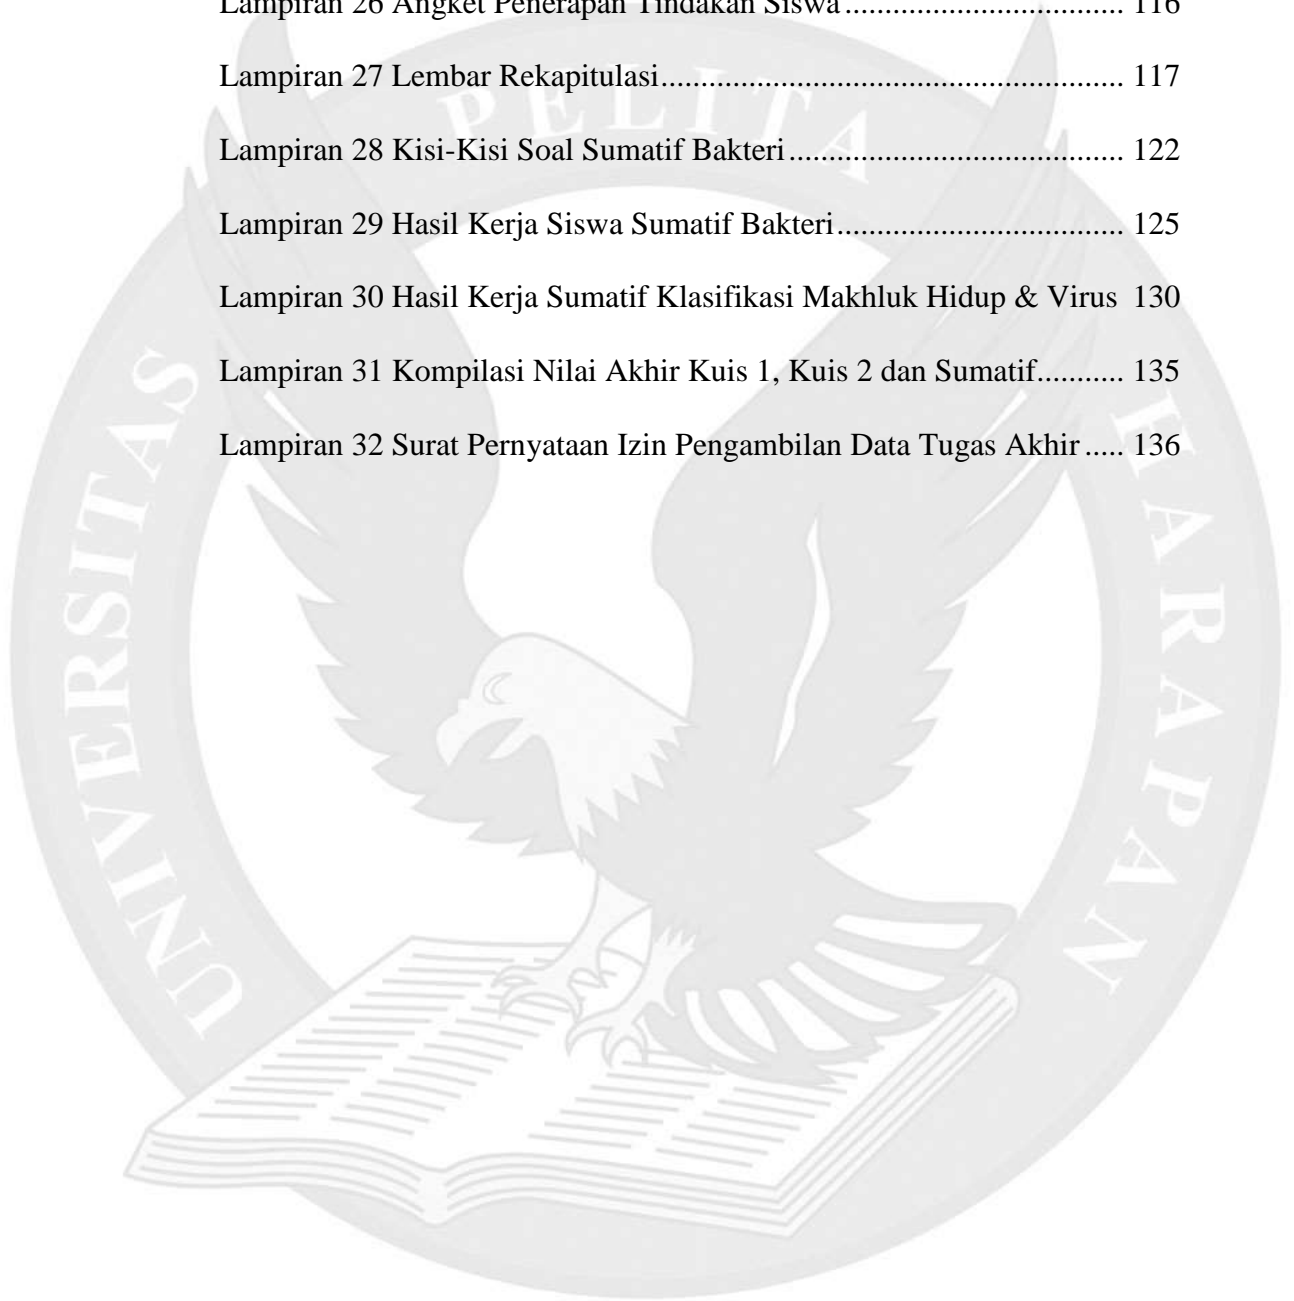 Lampiran 26 Angket Penerapan Tindakan Siswa .................................. 116
Lampiran 27 Lembar Rekapitulasi........................................................ 117
Lampiran 28 Kisi-Kisi Soal Sumatif Bakteri......................................... 122
Lampiran 29 Hasil Kerja Siswa Sumatif Bakteri................................... 125
Lampiran 30 Hasil Kerja Sumatif Klasifikasi Makhluk Hidup & Virus 130
Lampiran 31 Kompilasi Nilai Akhir Kuis 1, Kuis 2 dan Sumatif........... 135
Lampiran 32 Surat Pernyataan Izin Pengambilan Data Tugas Akhir ..... 136
UNIVERSITAS PELITA HARAPAN